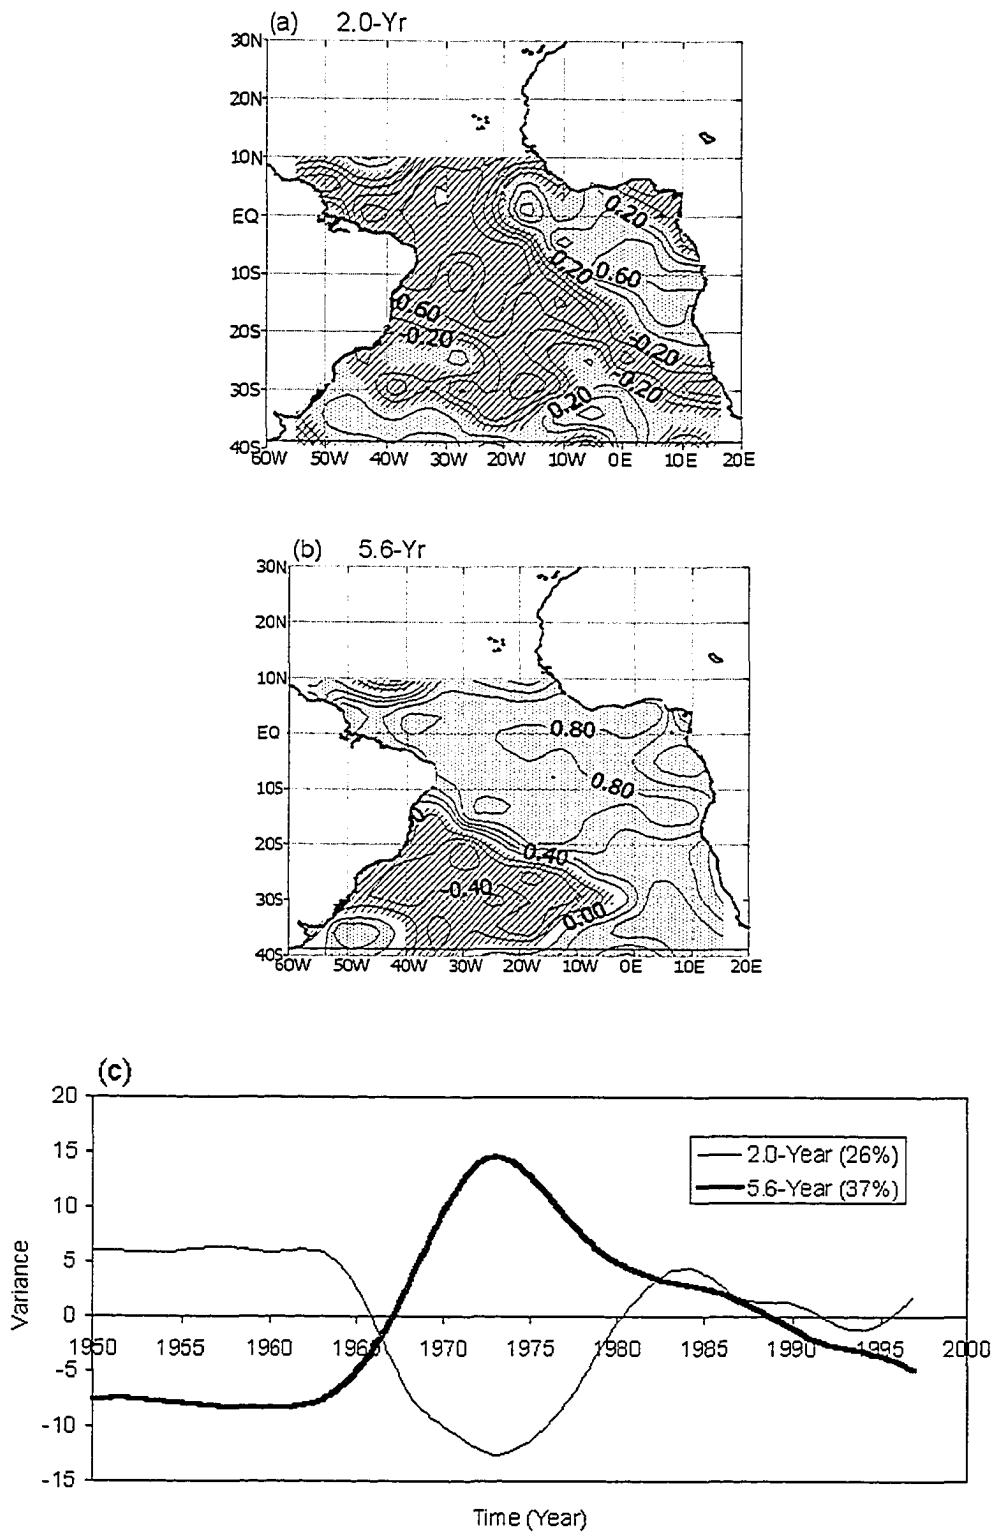 (a) 2.0-Yr
30N
20N
10N
EQ
10S
20S
30S
40S
0.20
0.20
0.60
0.60
-0.20
-0.20
-0.20
0.20
60W 50W 40W 30W 20W 10W 0E 10E 20E
(b) 5.6-Yr
30N
20N
10N
EQ
10S
20S
30S
40S
0.80
0.80
0.40
-0.40
0.00
60W 50W 40W 30W 20W 10W 0E 10E 20E
(c)
20
15
10
5
0
-5
-10
-15
Variance
2.0-Year (26%)
5.6-Year (37%)
1950 1955 1960 1965 1970 1975 1980 1985 1990 1995 2000
Time (Year)